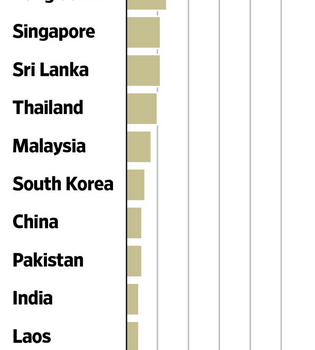 Singapore
Sri Lanka
Thailand
Malaysia
South Korea
China
Pakistan
India
Laos